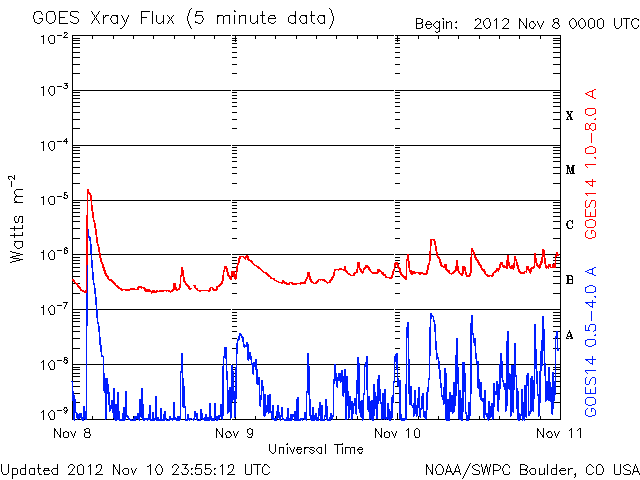 GOES Xray Flux (5 minute data)
Begin: 2012 Nov 8 0000 UTC
10⁻²
10⁻³
10⁻⁴
10⁻⁵
10⁻⁶
10⁻⁷
10⁻⁸
10⁻⁹
Watts m⁻²
X
M
C
B
A
GOES14 1.0-8.0 A
GOES14 0.5-4.0 A
Nov 8
Nov 9
Nov 10
Nov 11
Universal Time
Updated 2012 Nov 10 23:55:12 UTC
NOAA/SWPC Boulder, CO USA